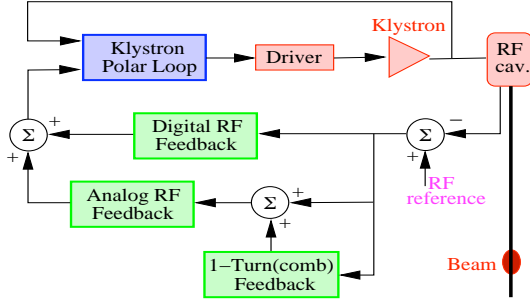 Klystron
Klystron
Polar Loop
Driver
RF
cav.
Σ
+
+
Digital RF
Feedback
Σ
−
+
RF
reference
Analog RF
Feedback
Σ
+
+
1−Turn(comb)
Feedback
Beam